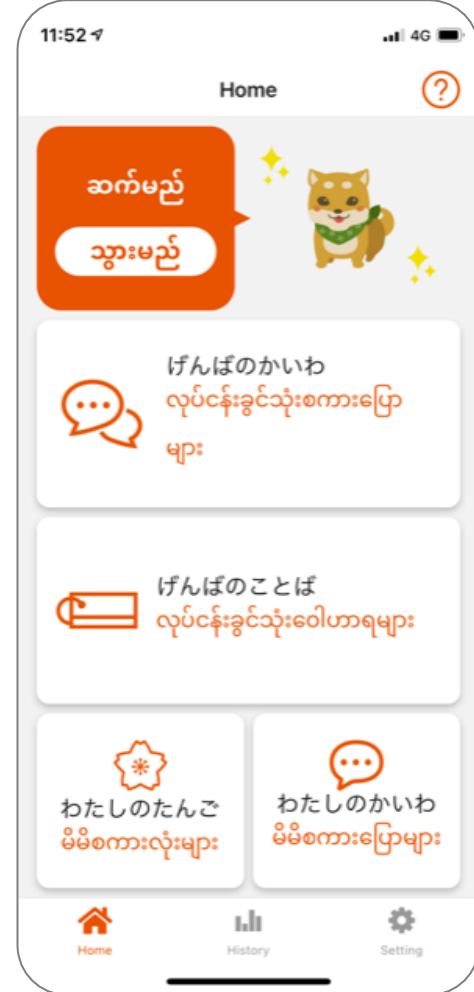 11:52
4G
Home
?
ဆက်မည်
သွားမည်
げんばのかいわ
လုပ်ငန်းခွင်သုံးစကားပြော
များ
げんばのことば
လုပ်ငန်းခွင်သုံးဝေါဟာရများ
わたしのたんご
မိမိစကားလုံးများ
わたしのかいわ
မိမိစကားပြောများ
Home
History
Setting